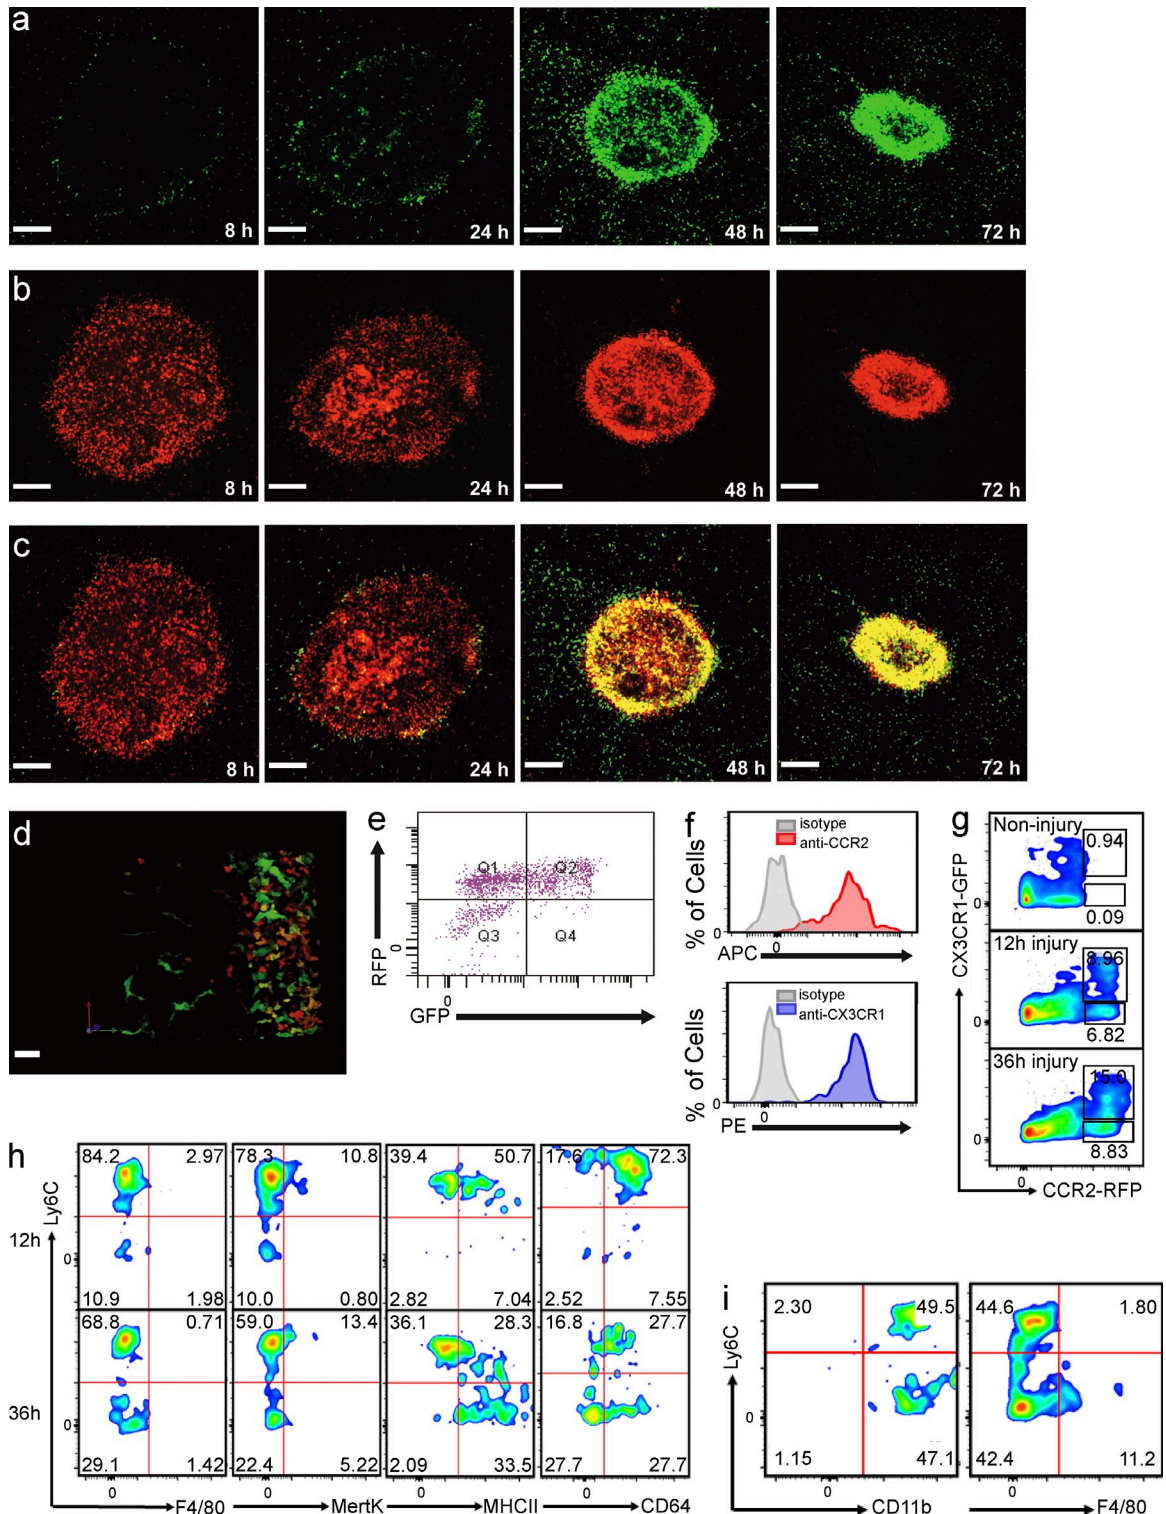 a
8 h
24 h
48 h
72 h
b
8 h
24 h
48 h
72 h
c
8 h
24 h
48 h
72 h
d
e
Q1 Q2
Q3 Q4
RFP
0
0
GFP
f
isotype
anti-CCR2
% of Cells
0
0
APC
isotype
anti-CX3CR1
% of Cells
0
0
PE
g
Non-injury
0.94
0
0.09
12h injury
8.96
0
6.82
36h injury
15.0
0
8.83
0
CX3CR1-GFP
CCR2-RFP
h
Ly6C
12h
84.2 2.97
0
10.9 1.98
78.3 10.8
10.0 0.80
39.4 50.7
2.82 7.04
17.6 72.3
2.52 7.55
36h
68.8 0.71
0
29.1 1.42
59.0 13.4
22.4 5.22
36.1 28.3
2.09 33.5
16.8 27.7
27.7 27.7
0 0 0 0
F4/80 MertK MHCII CD64
i
Ly6C
2.30 49.5
0
1.15 47.1
44.6 1.80
42.4 11.2
0 0
CD11b F4/80